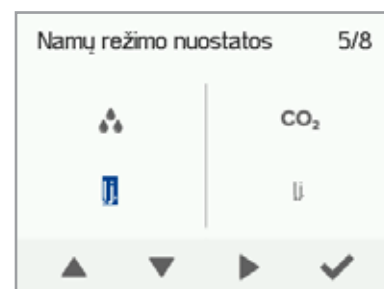 Namų režimo nuostatos 5/8
CO₂
Įj. Įj.